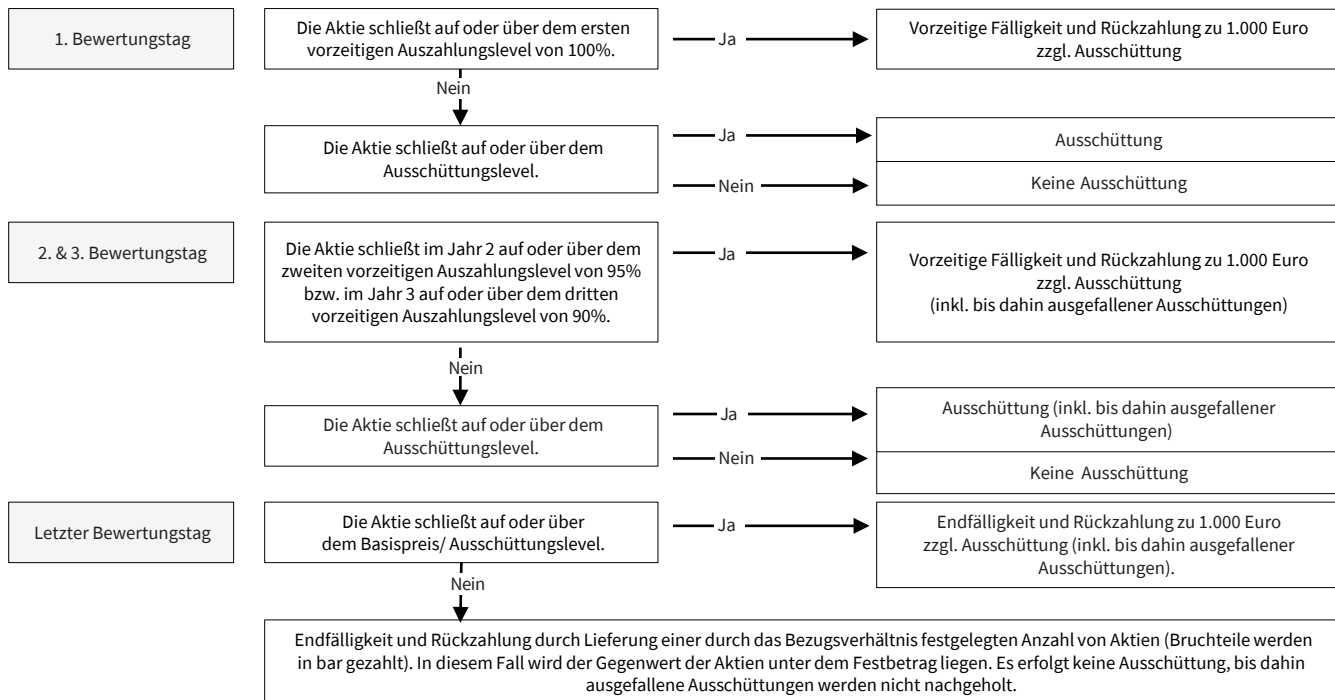 1. Bewertungstag
Die Aktie schließt auf oder über dem ersten
vorzeitigen Auszahlungslevel von 100%.
Ja
Vorzeitige Fälligkeit und Rückzahlung zu 1.000 Euro
zzgl. Ausschüttung
Nein
Die Aktie schließt auf oder über dem
Ausschüttungslevel.
Ja
Ausschüttung
Nein
Keine Ausschüttung
2. & 3. Bewertungstag
Die Aktie schließt im Jahr 2 auf oder über dem
zweiten vorzeitigen Auszahlungslevel von 95%
bzw. im Jahr 3 auf oder über dem dritten
vorzeitigen Auszahlungslevel von 90%.
Ja
Vorzeitige Fälligkeit und Rückzahlung zu 1.000 Euro
zzgl. Ausschüttung
(inkl. bis dahin ausgefallener Ausschüttungen)
Nein
Die Aktie schließt auf oder über dem
Ausschüttungslevel.
Ja
Ausschüttung (inkl. bis dahin ausgefallener
Ausschüttungen)
Nein
Keine Ausschüttung
Letzter Bewertungstag
Die Aktie schließt auf oder über
dem Basispreis/ Ausschüttungslevel.
Ja
Endfälligkeit und Rückzahlung zu 1.000 Euro
zzgl. Ausschüttung (inkl. bis dahin ausgefallener
Ausschüttungen).
Nein
Endfälligkeit und Rückzahlung durch Lieferung einer durch das Bezugsverhältnis festgelegten Anzahl von Aktien (Bruchteile werden
in bar gezahlt). In diesem Fall wird der Gegenwert der Aktien unter dem Festbetrag liegen. Es erfolgt keine Ausschüttung, bis dahin
ausgefallene Ausschüttungen werden nicht nachgeholt.